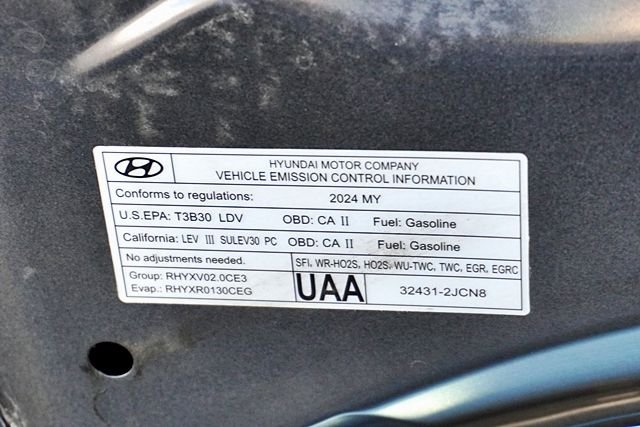 HYUNDAI MOTOR COMPANY
VEHICLE EMISSION CONTROL INFORMATION
Conforms to regulations: 2024 MY
U.S.EPA: T3B30 LDV OBD: CA II Fuel: Gasoline
California: LEV III SULEV30 PC OBD: CA II Fuel: Gasoline
No adjustments needed. SFI, WR-HO2S, HO2S, WU-TWC, TWC, EGR, EGRC
Group: RHYXV02.0CE3
Evap.: RHYXR0130CEG
UAA
32431-2JCN8